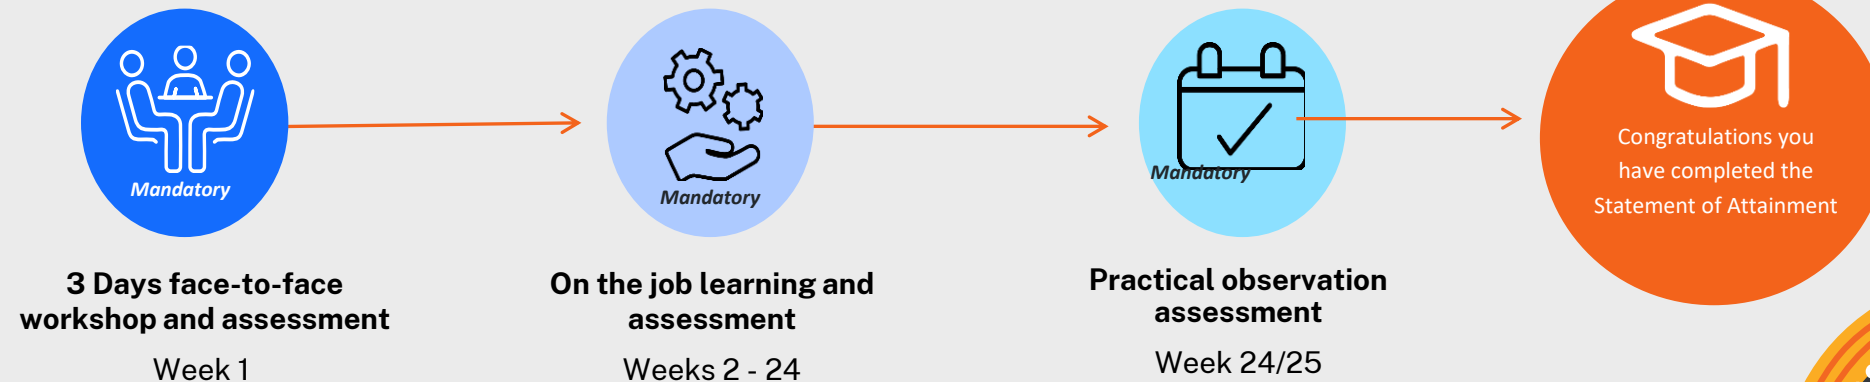 Mandatory
3 Days face-to-face
workshop and assessment
Week 1
Mandatory
On the job learning and
assessment
Weeks 2 - 24
Mandatory
Practical observation
assessment
Week 24/25
Congratulations you
have completed the
Statement of Attainment